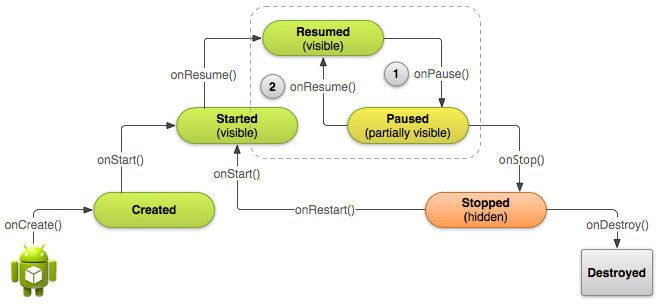 Resumed
(visible)
onResume()
2
onResume()
1
onPause()
Started
(visible)
Paused
(partially visible)
onStart()
onStart()
onStop()
Created
onRestart()
Stopped
(hidden)
onCreate()
onDestroy()
Destroyed